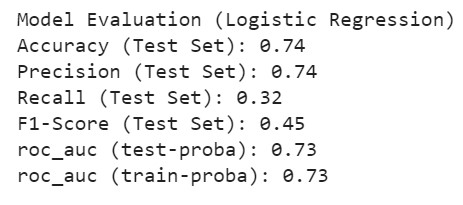 Model Evaluation (Logistic Regression)
Accuracy (Test Set): 0.74
Precision (Test Set): 0.74
Recall (Test Set): 0.32
F1-Score (Test Set): 0.45
roc_auc (test-proba): 0.73
roc_auc (train-proba): 0.73